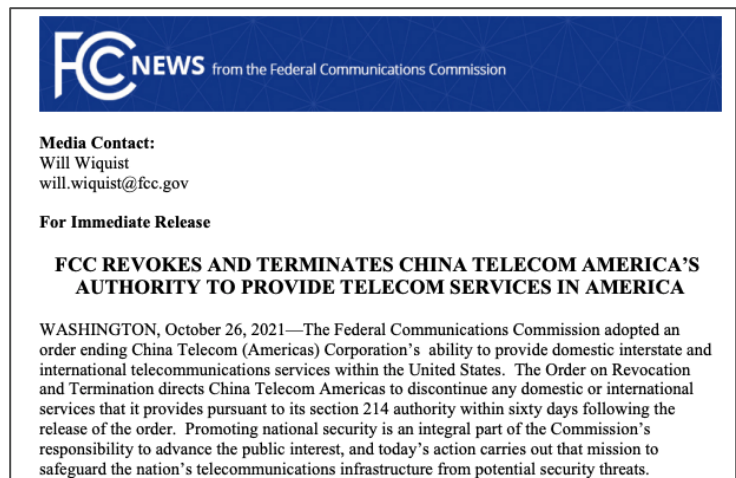 FCC NEWS from the Federal Communications Commission
Media Contact:
Will Wiquist
will.wiquist@fcc.gov
For Immediate Release
FCC REVOKES AND TERMINATES CHINA TELECOM AMERICA’S
AUTHORITY TO PROVIDE TELECOM SERVICES IN AMERICA
WASHINGTON, October 26, 2021—The Federal Communications Commission adopted an
order ending China Telecom (Americas) Corporation’s  ability to provide domestic interstate and
international telecommunications services within the United States.  The Order on Revocation
and Termination directs China Telecom Americas to discontinue any domestic or international
services that it provides pursuant to its section 214 authority within sixty days following the
release of the order.  Promoting national security is an integral part of the Commission’s
responsibility to advance the public interest, and today’s action carries out that mission to
safeguard the nation’s telecommunications infrastructure from potential security threats.